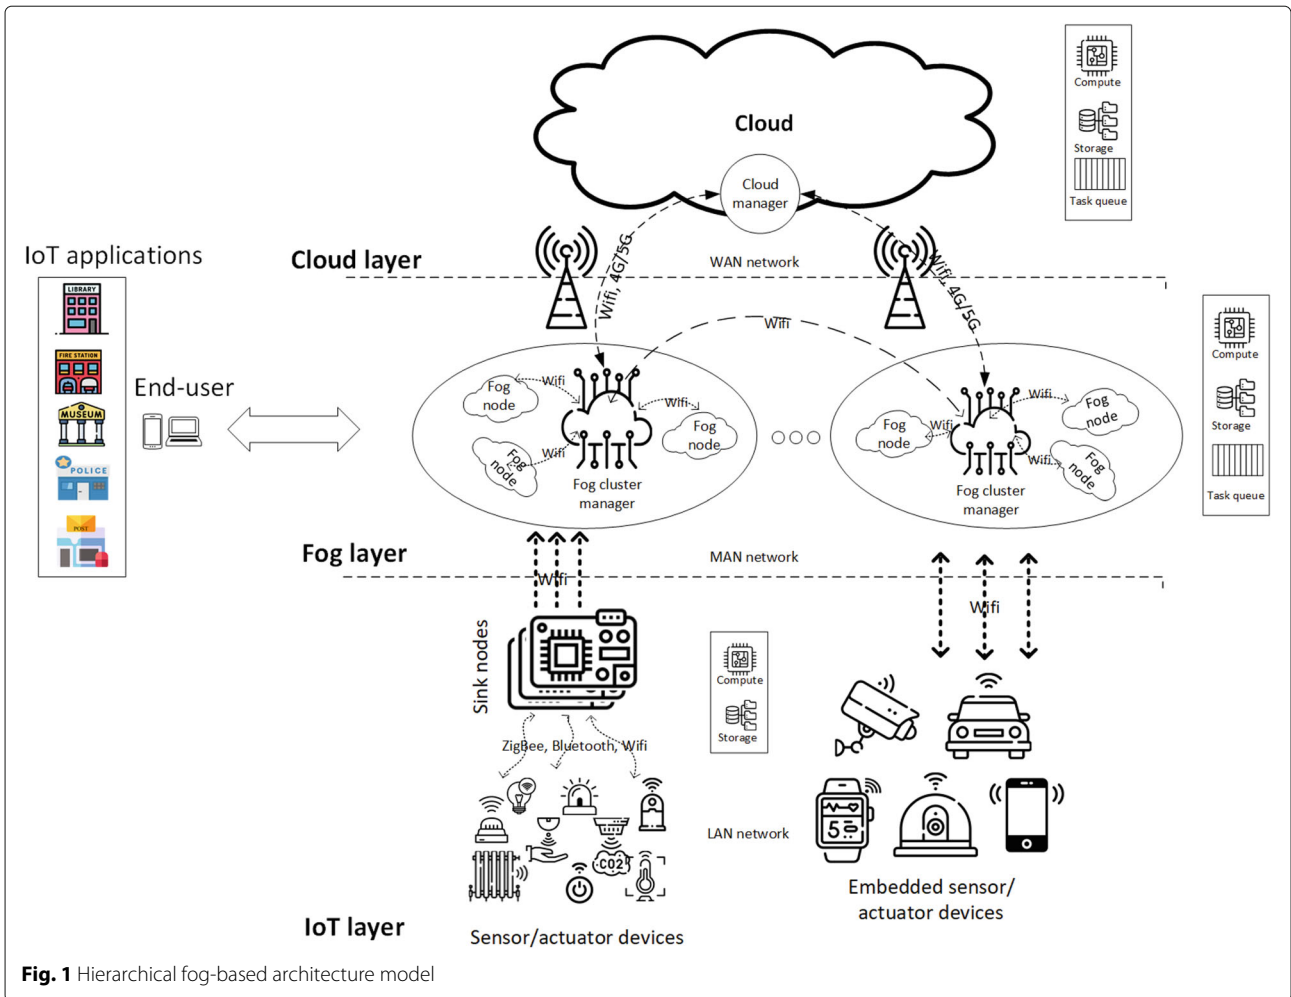 Cloud
Cloud
manager
Compute
Storage
Task queue
IoT applications
LIBRARY
FIRE STATION
MUSEUM
POLICE
POST
End-user
Cloud layer
WAN network
Wifi, 4G/5G
Wifi, 4G/5G
Wifi
Compute
Storage
Task queue
Fog
node
Wifi
Wifi
Fog
node
Fog
node
Wifi
Fog cluster
manager
Fog
node
Wifi
Wifi
Fog
node
Wifi
Fog
node
Fog cluster
manager
Fog layer
MAN network
Wifi
Wifi
Sink nodes
Compute
Storage
ZigBee, Bluetooth, Wifi
CO2
5
LAN network
Embedded sensor/
actuator devices
IoT layer
Sensor/actuator devices
Fig. 1 Hierarchical fog-based architecture model